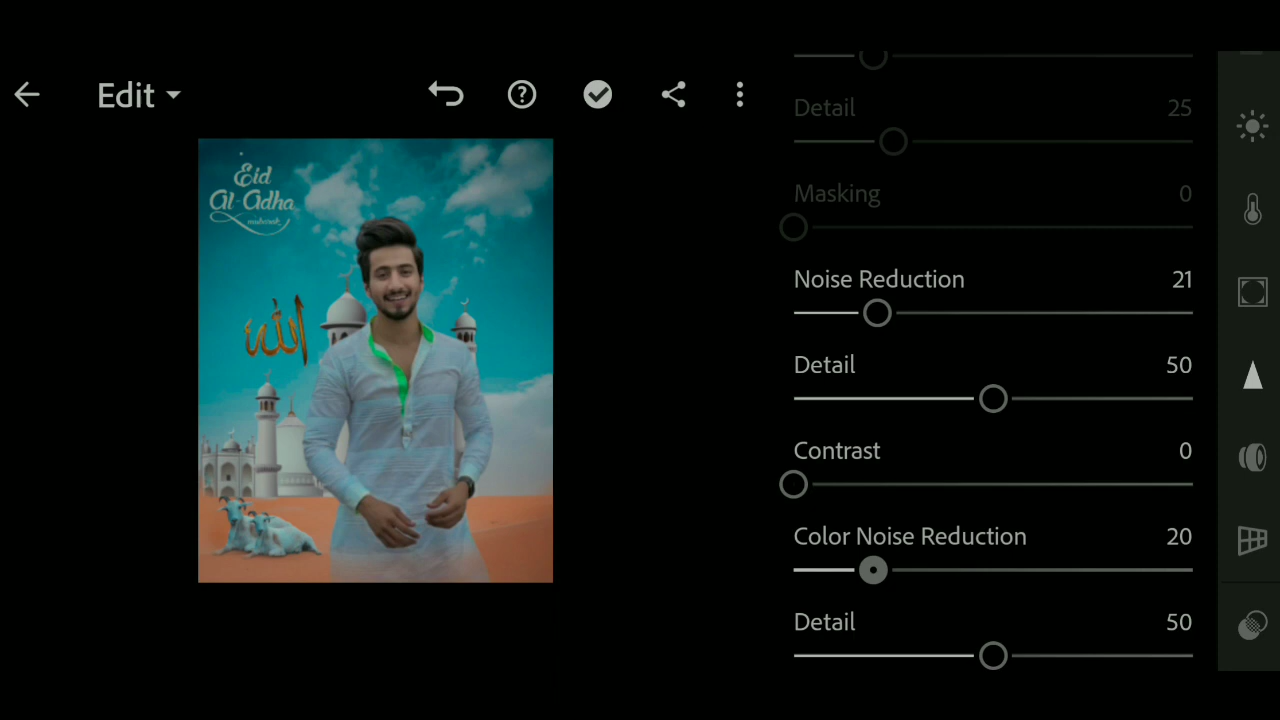 Edit
Eid
Al-Adha
mubarak
الله
Detail 25
Masking 0
Noise Reduction 21
Detail 50
Contrast 0
Color Noise Reduction 20
Detail 50